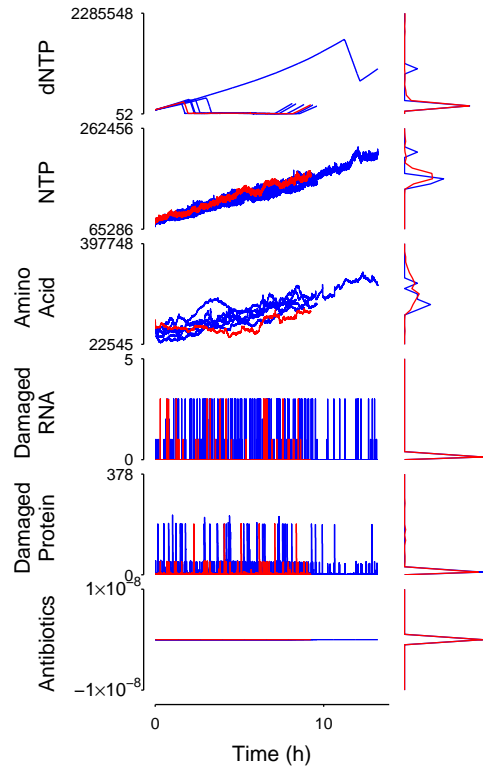 2285548
dNTP
52
262456
NTP
65286
397748
Amino
Acid
22545
5
Damaged
RNA
0
378
Damaged
Protein
0
1×10⁻⁸
Antibiotics
−1×10⁻⁸
0 10
Time (h)